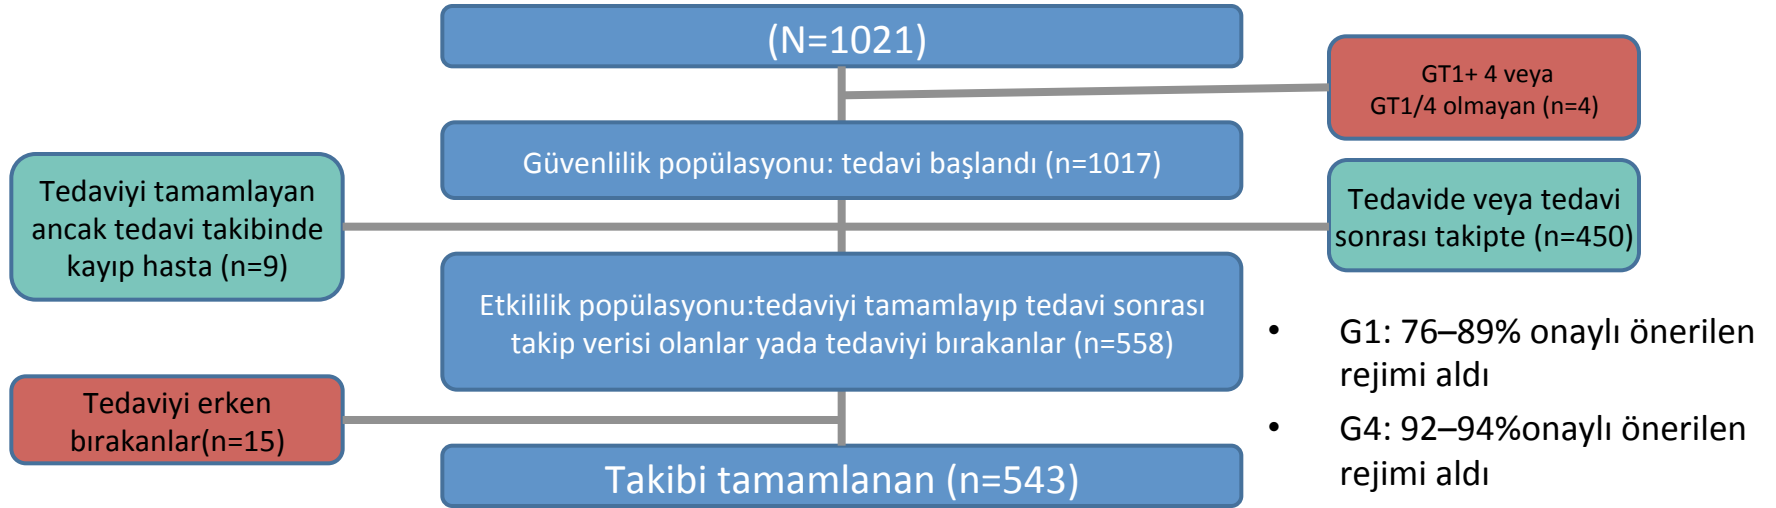 (N=1021)
GT1+ 4 veya
GT1/4 olmayan (n=4)
Güvenlilik popülasyonu: tedavi başlandı (n=1017)
Tedaviyi tamamlayan
ancak tedavi takibinde
kayıp hasta (n=9)
Tedavide veya tedavi
sonrası takipte (n=450)
Etkililik popülasyonu:tedaviyi tamamlayıp tedavi sonrası
takip verisi olanlar yada tedaviyi bırakanlar (n=558)
• G1: 76–89% onaylı önerilen
rejimi aldı
Tedaviyi erken
bırakanlar(n=15)
• G4: 92–94%onaylı önerilen
rejimi aldı
Takibi tamamlanan (n=543)